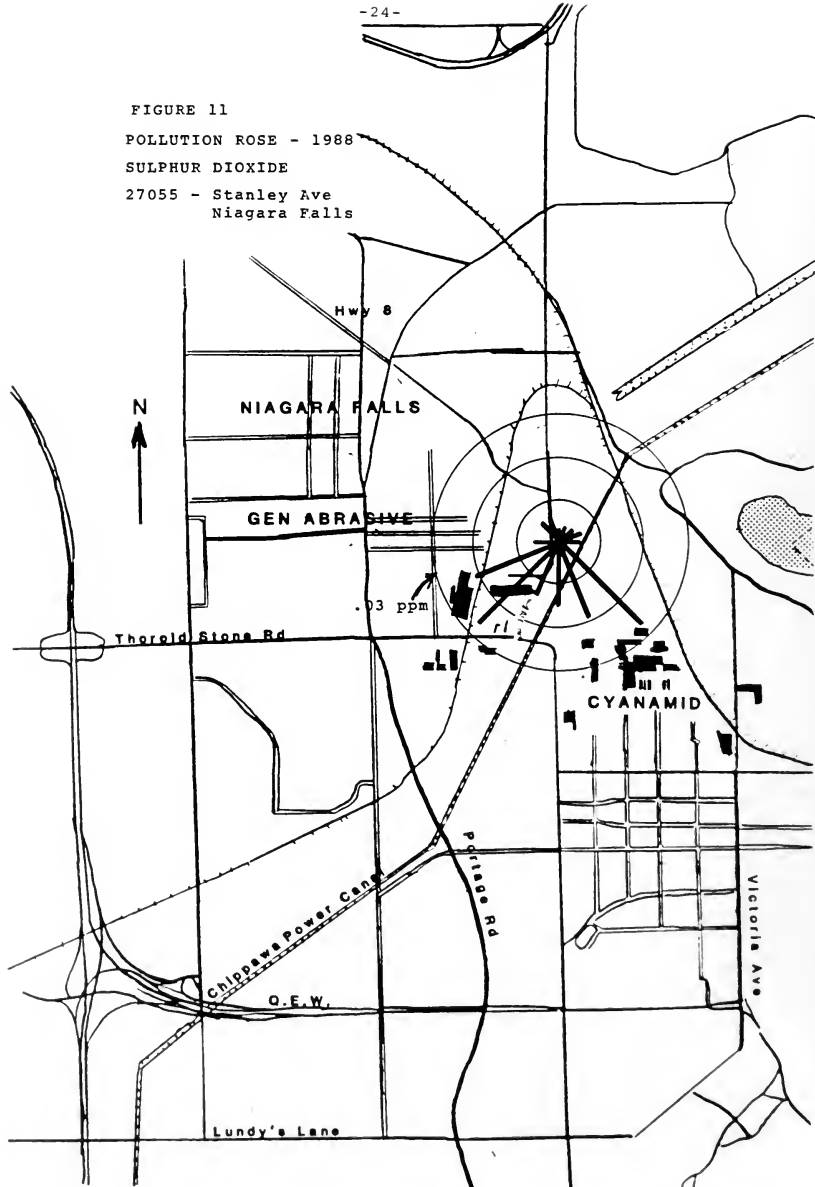 -24-
FIGURE 11
POLLUTION ROSE - 1988
SULPHUR DIOXIDE
27055 - Stanley Ave
Niagara Falls
Hwy 8
N
NIAGARA FALLS
GEN ABRASIVE
.03 ppm
Thorold Stone Rd
CYANAMID
Portage Rd
Chippawa Power Canal
Victoria Ave
Q.E.W.
Lundy's Lane